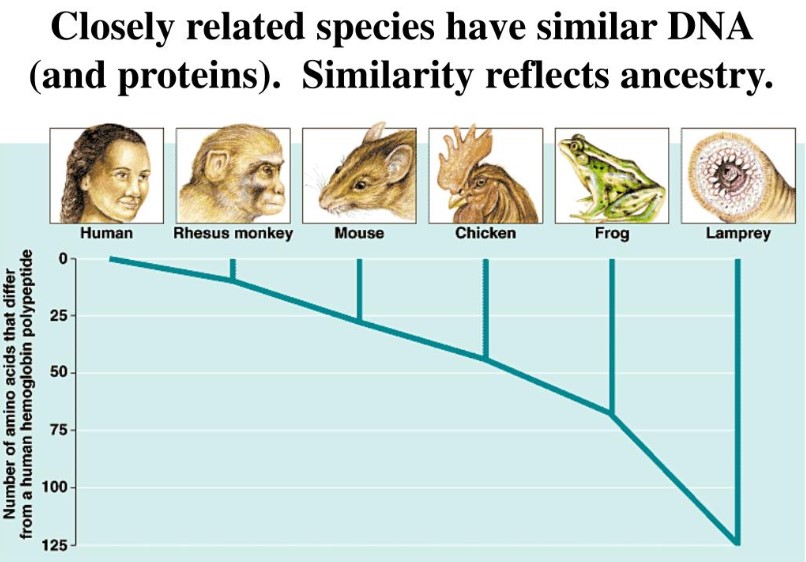 Closely related species have similar DNA
(and proteins).  Similarity reflects ancestry.
Human
Rhesus monkey
Mouse
Chicken
Frog
Lamprey
Number of amino acids that differ
from a human hemoglobin polypeptide
0
25
50
75
100
125